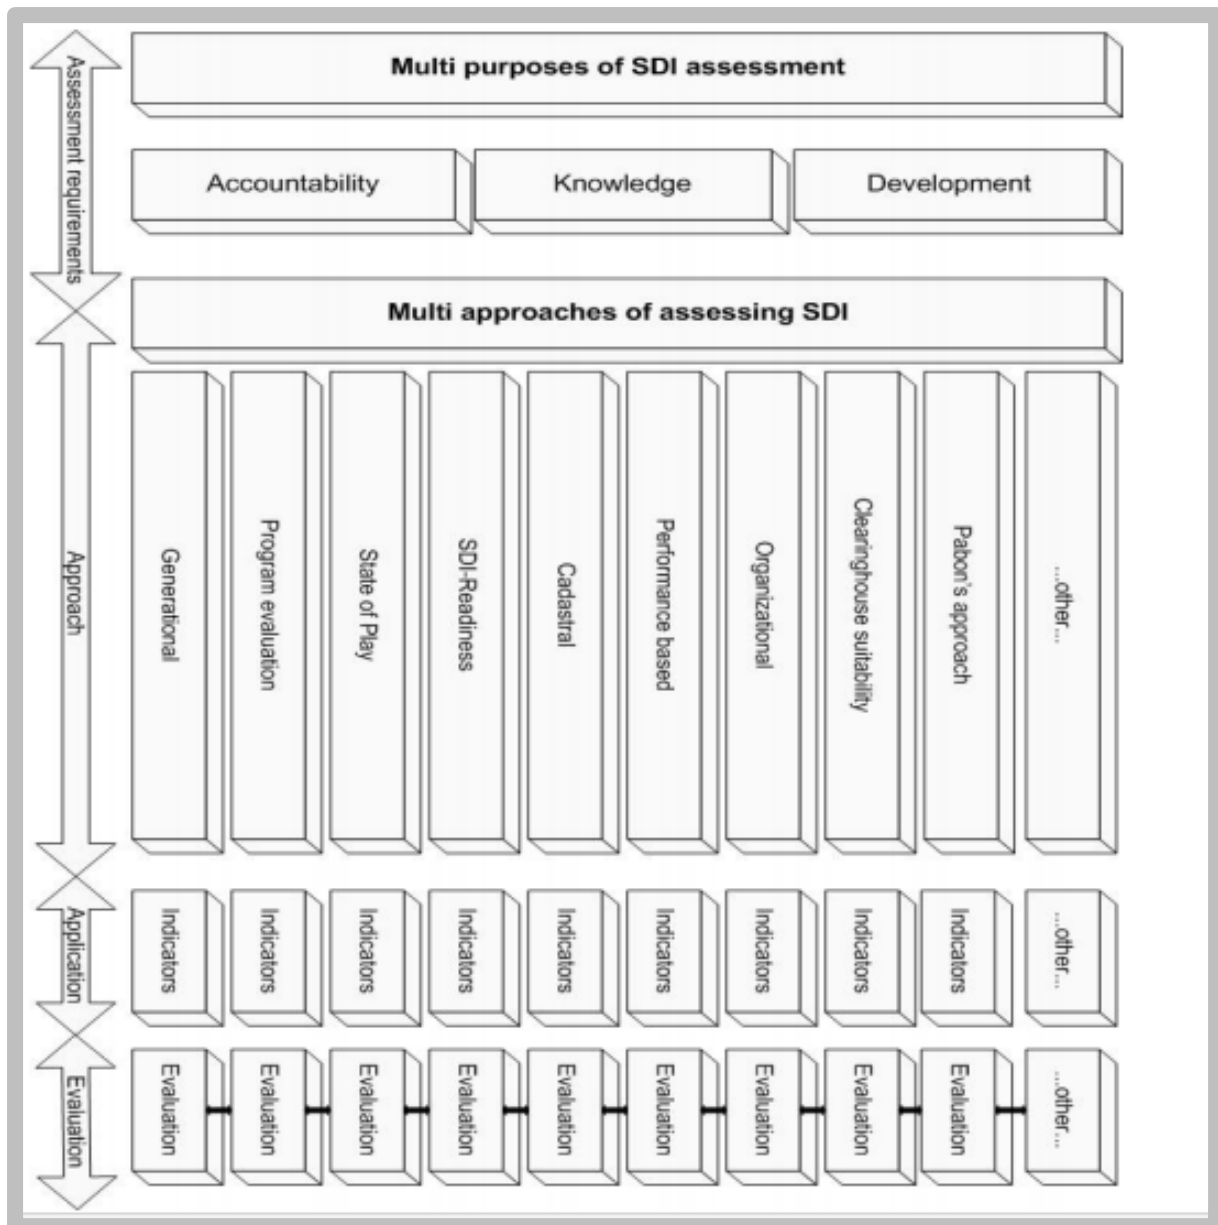 Assessment requirements
Multi purposes of SDI assessment
Accountability
Knowledge
Development
Multi approaches of assessing SDI
Approach
Generational
Program evaluation
State of Play
SDI-Readiness
Cadastral
Performance based
Organizational
Clearinghouse suitability
Pabon's approach
...other...
Application
Indicators
Indicators
Indicators
Indicators
Indicators
Indicators
Indicators
Indicators
Indicators
...other...
Evaluation
Evaluation
Evaluation
Evaluation
Evaluation
Evaluation
Evaluation
Evaluation
Evaluation
Evaluation
...other...